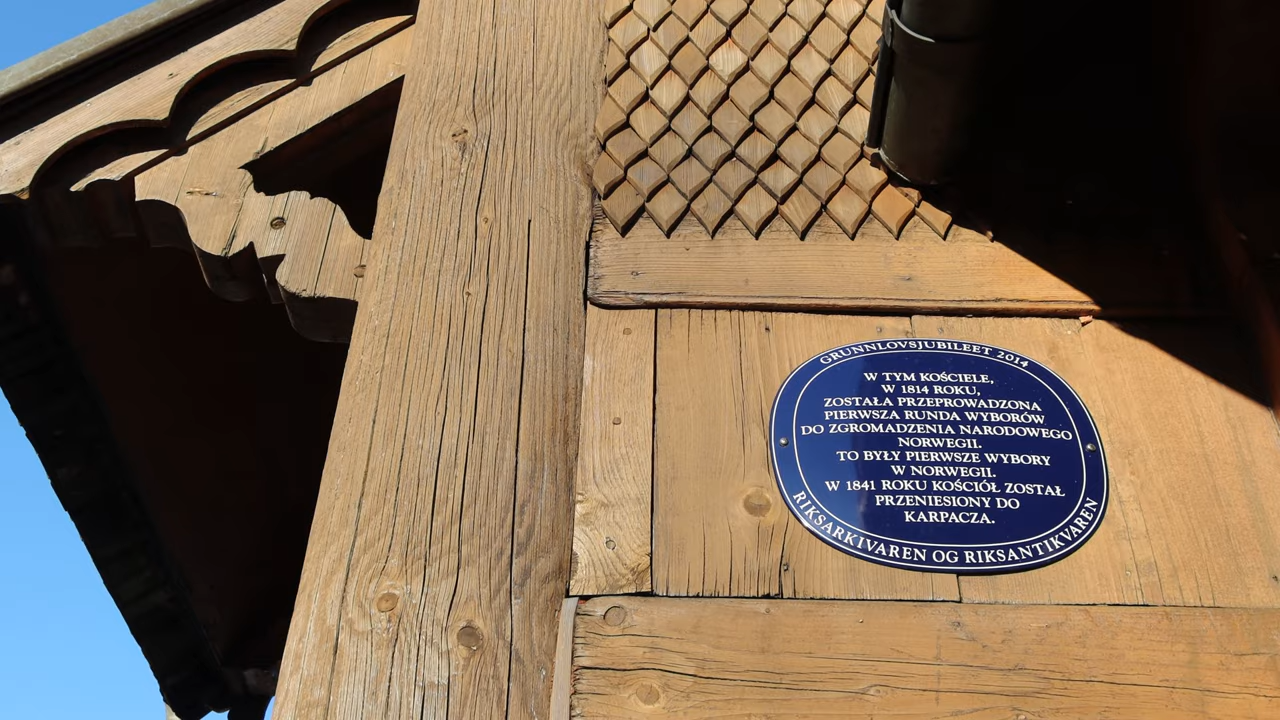 GRUNNLOVSJUBILEET 2014
W TYM KOŚCIELE,
W 1814 ROKU,
ZOSTAŁA PRZEPROWADZONA
PIERWSZA RUNDA WYBORÓW
DO ZGROMADZENIA NARODOWEGO
NORWEGII.
TO BYŁY PIERWSZE WYBORY
W NORWEGII.
W 1841 ROKU KOŚCIÓŁ ZOSTAŁ
PRZENIESIONY DO
KARPACZA.
RIKSARKIVAREN OG RIKSANTIKVAREN